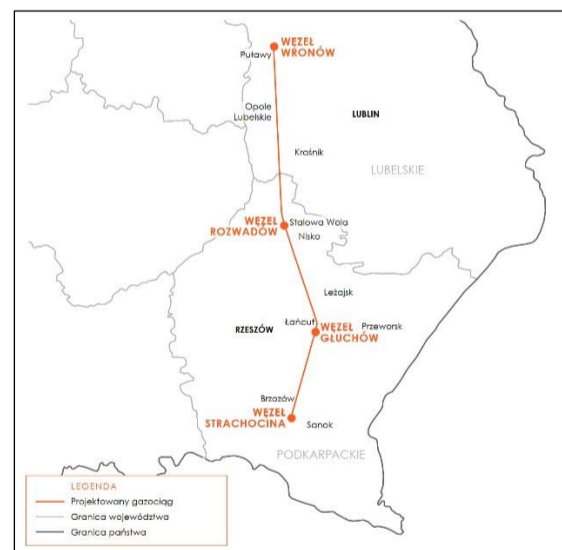 WĘZEŁ
WRONÓW
Puławy
Opole
Lubelskie
LUBLIN
Kraśnik
LUBELSKIE
WĘZEŁ
ROZWADÓW
Stalowa Wola
Nisko
Leżajsk
RZESZÓW
Łańcut
WĘZEŁ
GŁUCHÓW
Przeworsk
Brzozów
WĘZEŁ
STRACHOCINA
Sanok
PODKARPACKIE
LEGENDA
Projektowany gazociąg
Granica województwa
Granica państwa